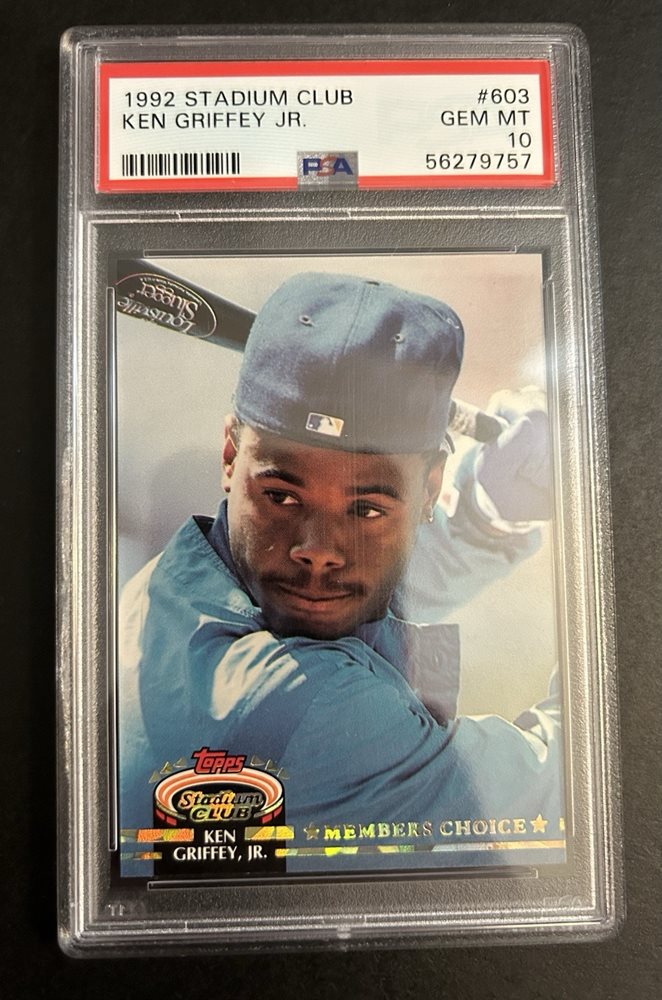 1992 STADIUM CLUB #603
KEN GRIFFEY JR. GEM MT
10
PSA 56279757
Louisville
Slugger
Topps
Stadium
CLUB
KEN
GRIFFEY, JR.
★MEMBERS CHOICE★